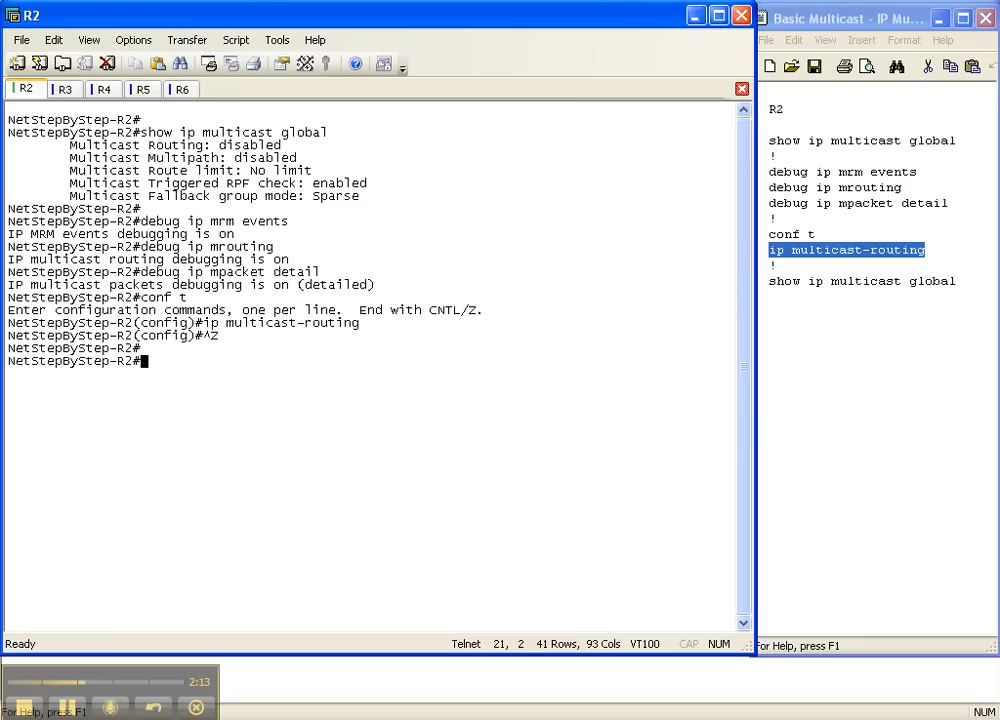 R2
File Edit View Options Transfer Script Tools Help
R2 R3 R4 R5 R6
NetStepByStep-R2#
NetStepByStep-R2#show ip multicast global
Multicast Routing: disabled
Multicast Multipath: disabled
Multicast Route limit: No limit
Multicast Triggered RPF check: enabled
Multicast Fallback group mode: Sparse
NetStepByStep-R2#
NetStepByStep-R2#debug ip mrm events
IP MRM events debugging is on
NetStepByStep-R2#debug ip mrouting
IP multicast routing debugging is on
NetStepByStep-R2#debug ip mpacket detail
IP multicast packets debugging is on (detailed)
NetStepByStep-R2#conf t
Enter configuration commands, one per line.  End with CNTL/Z.
NetStepByStep-R2(config)#ip multicast-routing
NetStepByStep-R2(config)#^Z
NetStepByStep-R2#
NetStepByStep-R2#
Ready Telnet 21, 2 41 Rows, 93 Cols VT100 CAP NUM
Basic Multicast - IP Mu...
File Edit View Insert Format Help
R2
show ip multicast global
!
debug ip mrm events
debug ip mrouting
debug ip mpacket detail
!
conf t
ip multicast-routing
!
show ip multicast global
For Help, press F1
2:13
For Help, press F1 NUM